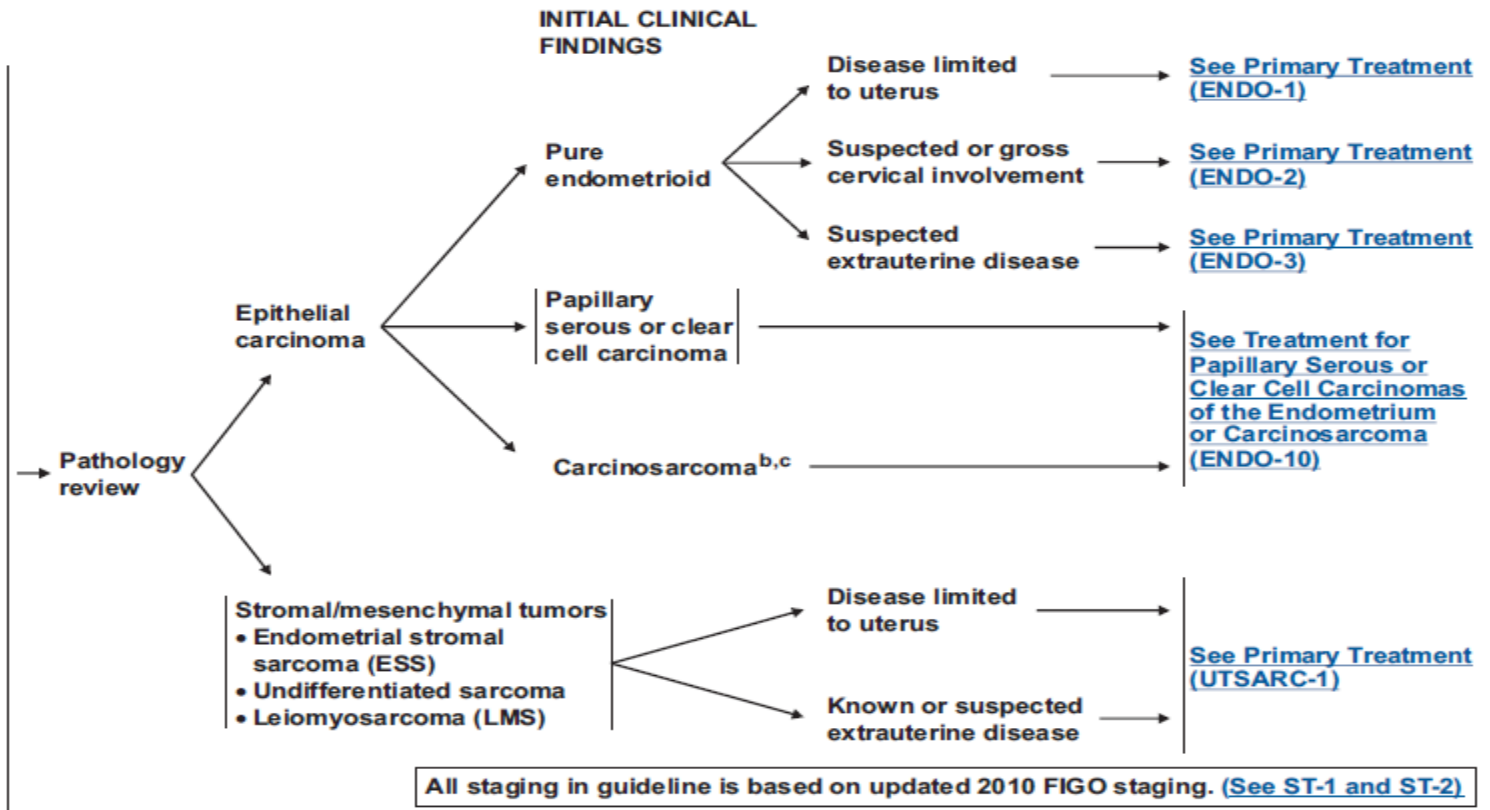 INITIAL CLINICAL
FINDINGS
Disease limited
to uterus
See Primary Treatment
(ENDO-1)
Pure
endometrioid
Suspected or gross
cervical involvement
See Primary Treatment
(ENDO-2)
Suspected
extrauterine disease
See Primary Treatment
(ENDO-3)
Epithelial
carcinoma
Papillary
serous or clear
cell carcinoma
See Treatment for
Papillary Serous or
Clear Cell Carcinomas
of the Endometrium
or Carcinosarcoma
(ENDO-10)
Carcinosarcoma^b,c
Pathology
review
Stromal/mesenchymal tumors
• Endometrial stromal
sarcoma (ESS)
• Undifferentiated sarcoma
• Leiomyosarcoma (LMS)
Disease limited
to uterus
Known or suspected
extrauterine disease
See Primary Treatment
(UTSARC-1)
All staging in guideline is based on updated 2010 FIGO staging. (See ST-1 and ST-2)